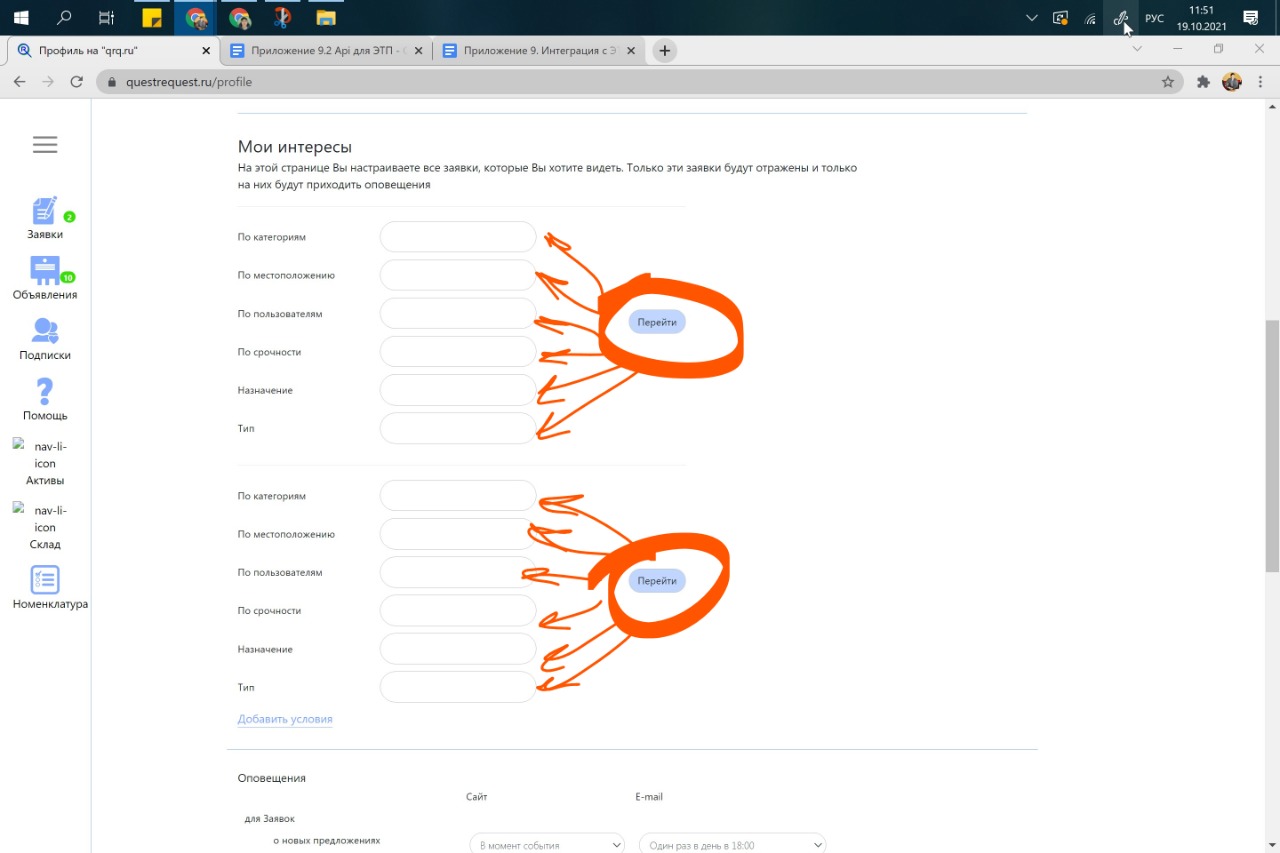 РУС
11:51
19.10.2021
Профиль на "qrq.ru"
Приложение 9.2 Api для ЭТП -
Приложение 9. Интеграция с Э
questrequest.ru/profile
Мои интересы
На этой странице Вы настраиваете все заявки, которые Вы хотите видеть. Только эти заявки будут отражены и только
на них будут приходить оповещения
Заявки
2
Объявления
10
Подписки
Помощь
nav-li-
icon
Активы
nav-li-
icon
Склад
Номенклатура
По категориям
По местоположению
По пользователям
По срочности
Назначение
Тип
Перейти
По категориям
По местоположению
По пользователям
По срочности
Назначение
Тип
Перейти
Добавить условия
Оповещения
Сайт
E-mail
для Заявок
о новых предложениях
В момент события
Один раз в день в 18:00